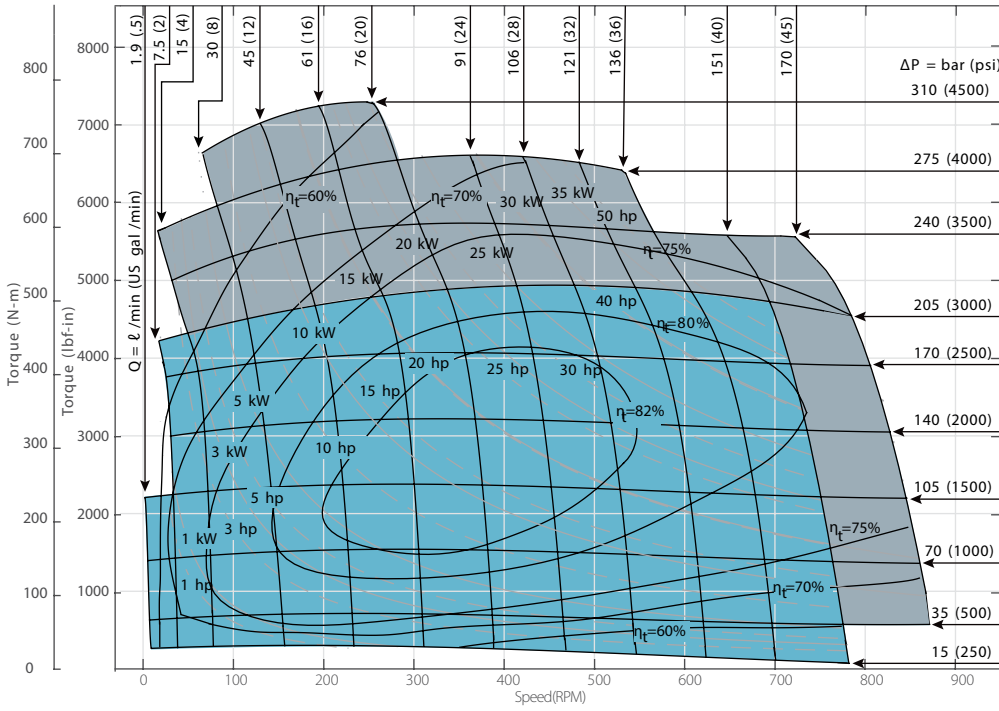 1.9 (.5)
7.5 (2)
15 (4)
30 (8)
45 (12)
61 (16)
76 (20)
91 (24)
106 (28)
121 (32)
136 (36)
151 (40)
170 (45)
Q = ℓ /min (US gal /min)
ΔP = bar (psi)
310 (4500)
275 (4000)
240 (3500)
205 (3000)
170 (2500)
140 (2000)
105 (1500)
70 (1000)
35 (500)
15 (250)
Torque (N-m)
800
700
600
500
400
300
200
100
0
Torque (lbf-in)
8000
7000
6000
5000
4000
3000
2000
1000
0
ηt=60%
ηt=70%
30 kW
35 kW
50 hp
20 kW
25 kW
ηt=75%
15 kW
40 hp
10 kW
ηt=80%
20 hp
25 hp
30 hp
15 hp
5 kW
ηt=82%
3 kW
10 hp
5 hp
3 hp
1 kW
ηt=75%
1 hp
ηt=70%
ηt=60%
0 100 200 300 400 500 600 700 800 900
Speed(RPM)